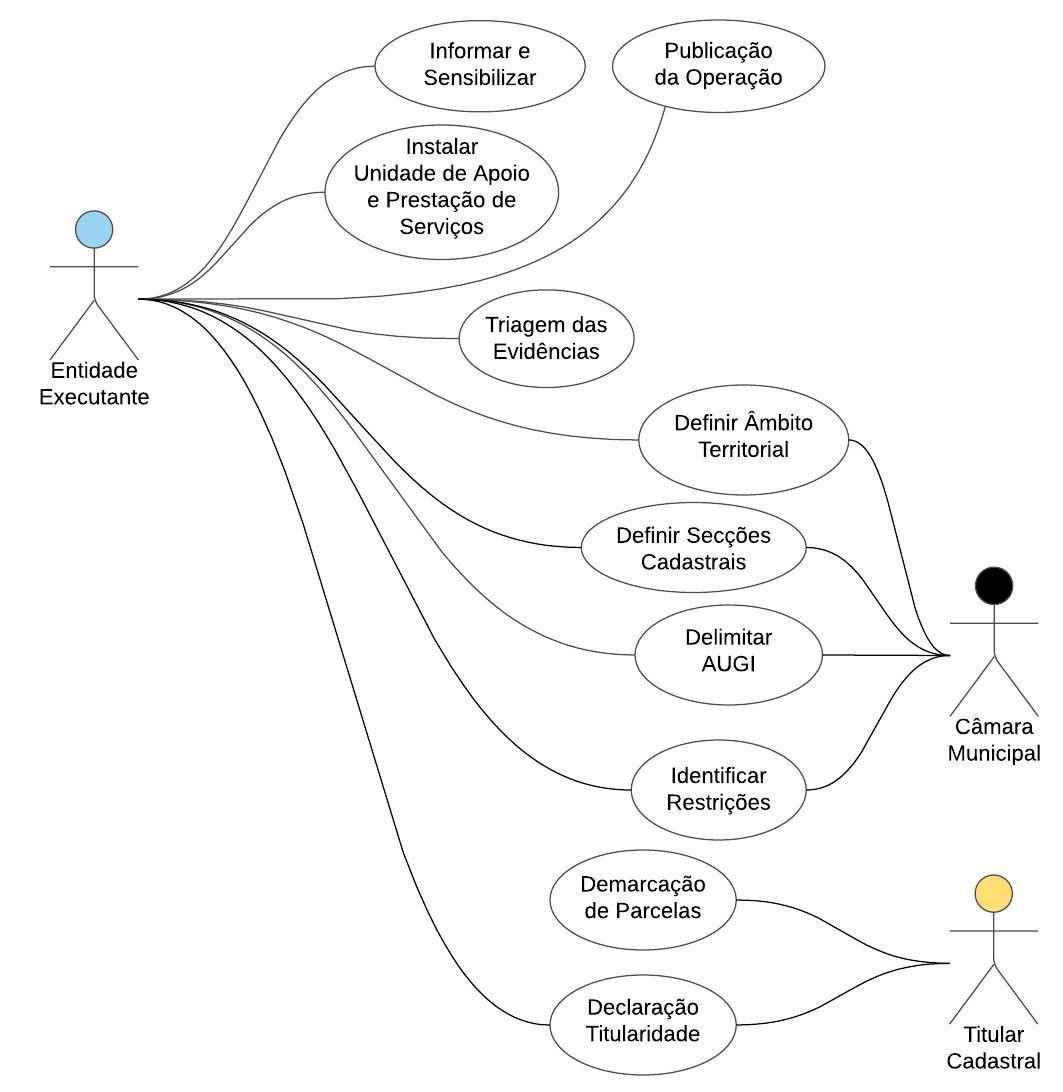 Informar e
Sensibilizar
Publicação
da Operação
Instalar
Unidade de Apoio
e Prestação de
Serviços
Entidade
Executante
Triagem das
Evidências
Definir Âmbito
Territorial
Definir Secções
Cadastrais
Delimitar
AUGI
Câmara
Municipal
Identificar
Restrições
Demarcação
de Parcelas
Declaração
Titularidade
Titular
Cadastral